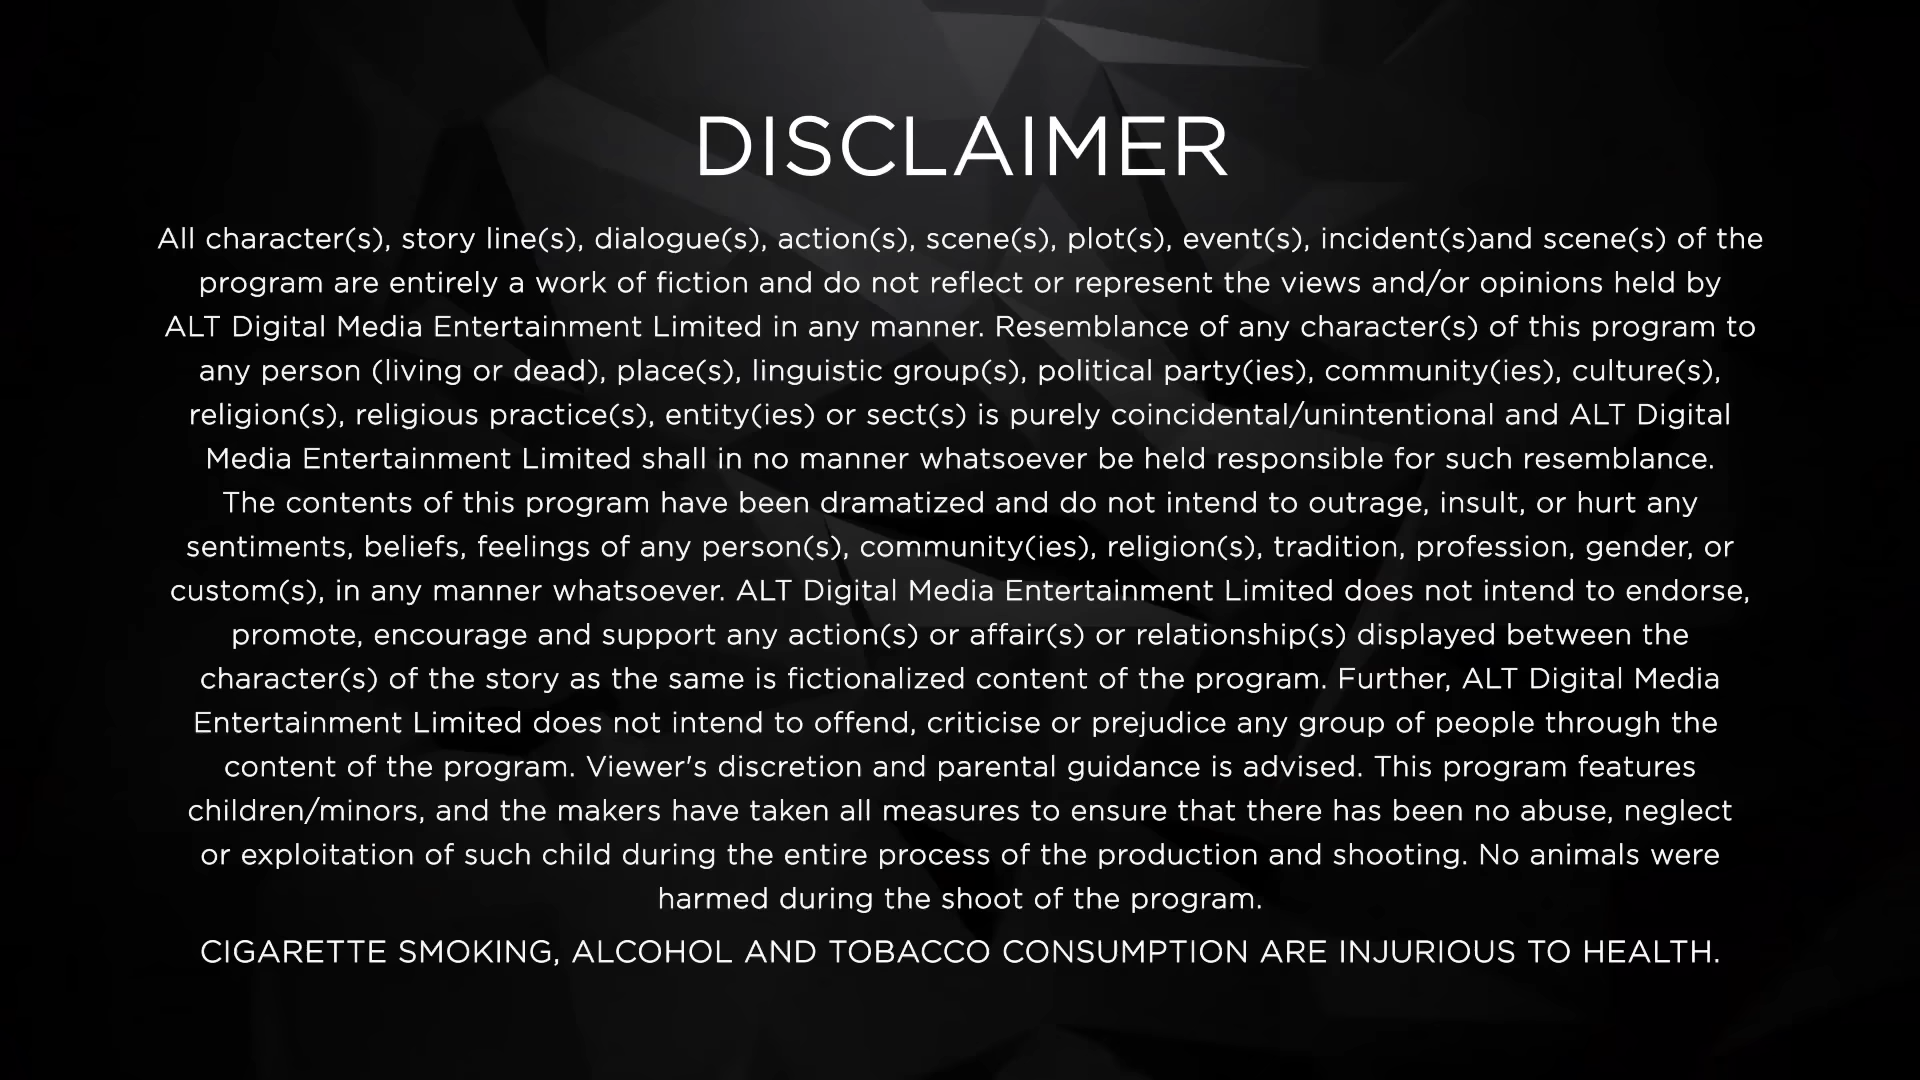 DISCLAIMER
All character(s), story line(s), dialogue(s), action(s), scene(s), plot(s), event(s), incident(s)and scene(s) of the
program are entirely a work of fiction and do not reflect or represent the views and/or opinions held by
ALT Digital Media Entertainment Limited in any manner. Resemblance of any character(s) of this program to
any person (living or dead), place(s), linguistic group(s), political party(ies), community(ies), culture(s),
religion(s), religious practice(s), entity(ies) or sect(s) is purely coincidental/unintentional and ALT Digital
Media Entertainment Limited shall in no manner whatsoever be held responsible for such resemblance.
The contents of this program have been dramatized and do not intend to outrage, insult, or hurt any
sentiments, beliefs, feelings of any person(s), community(ies), religion(s), tradition, profession, gender, or
custom(s), in any manner whatsoever. ALT Digital Media Entertainment Limited does not intend to endorse,
promote, encourage and support any action(s) or affair(s) or relationship(s) displayed between the
character(s) of the story as the same is fictionalized content of the program. Further, ALT Digital Media
Entertainment Limited does not intend to offend, criticise or prejudice any group of people through the
content of the program. Viewer's discretion and parental guidance is advised. This program features
children/minors, and the makers have taken all measures to ensure that there has been no abuse, neglect
or exploitation of such child during the entire process of the production and shooting. No animals were
harmed during the shoot of the program.
CIGARETTE SMOKING, ALCOHOL AND TOBACCO CONSUMPTION ARE INJURIOUS TO HEALTH.